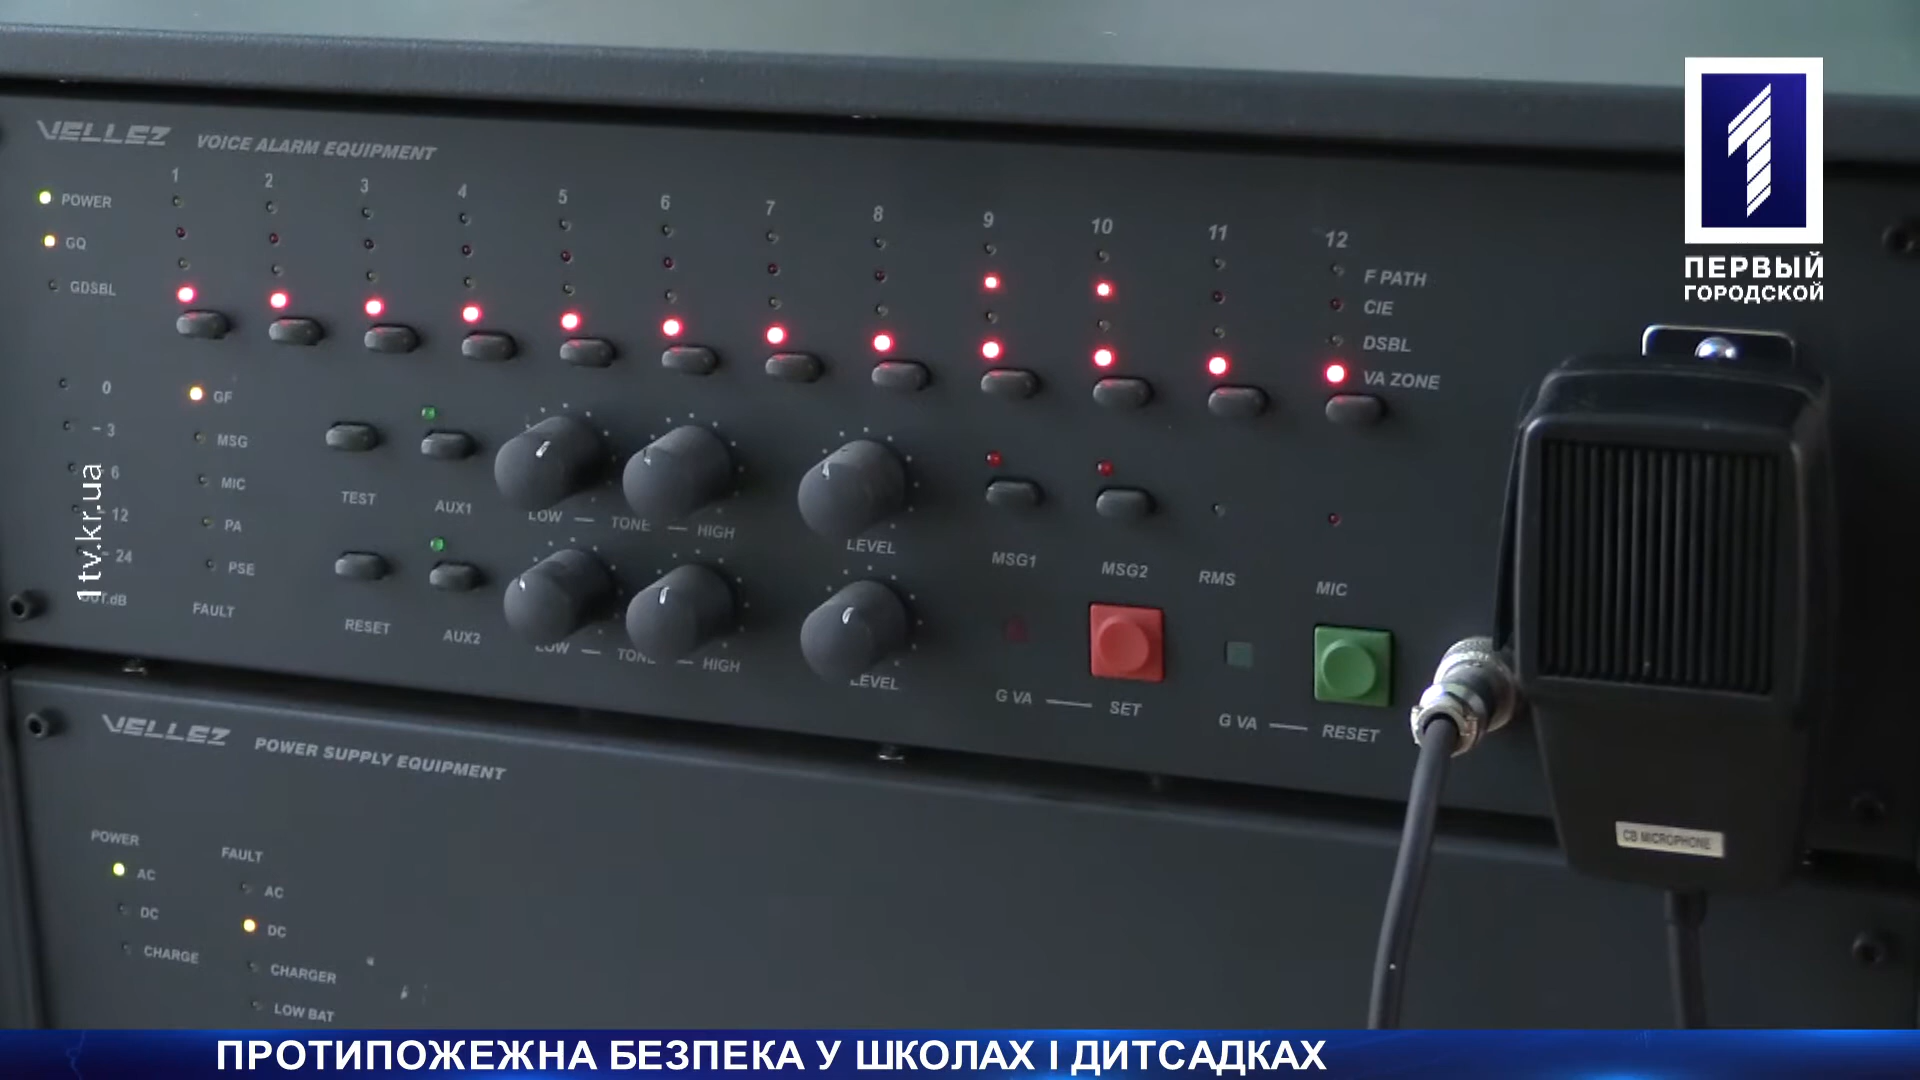 VELLEZ VOICE ALARM EQUIPMENT
1 2 3 4 5 6 7 8 9 10 11 12
POWER
GQ
GDSBL
F PATH
CIE
DSBL
VA ZONE
0
- 3
6
12
- 24
OUT.dB
GF
MSG
MIC
PA
PSE
FAULT
TEST
AUX1
LOW — TONE — HIGH
LEVEL
MSG1
MSG2
RMS
MIC
RESET
AUX2
LOW — TONE — HIGH
LEVEL
G VA — SET
G VA — RESET
CB MICROPHONE
VELLEZ POWER SUPPLY EQUIPMENT
POWER
AC
DC
CHARGE
FAULT
AC
DC
CHARGER
LOW BAT
1tv.kr.ua
ПЕРВЫЙ
ГОРОДСКОЙ
ПРОТИПОЖЕЖНА БЕЗПЕКА У ШКОЛАХ І ДИТСАДКАХ